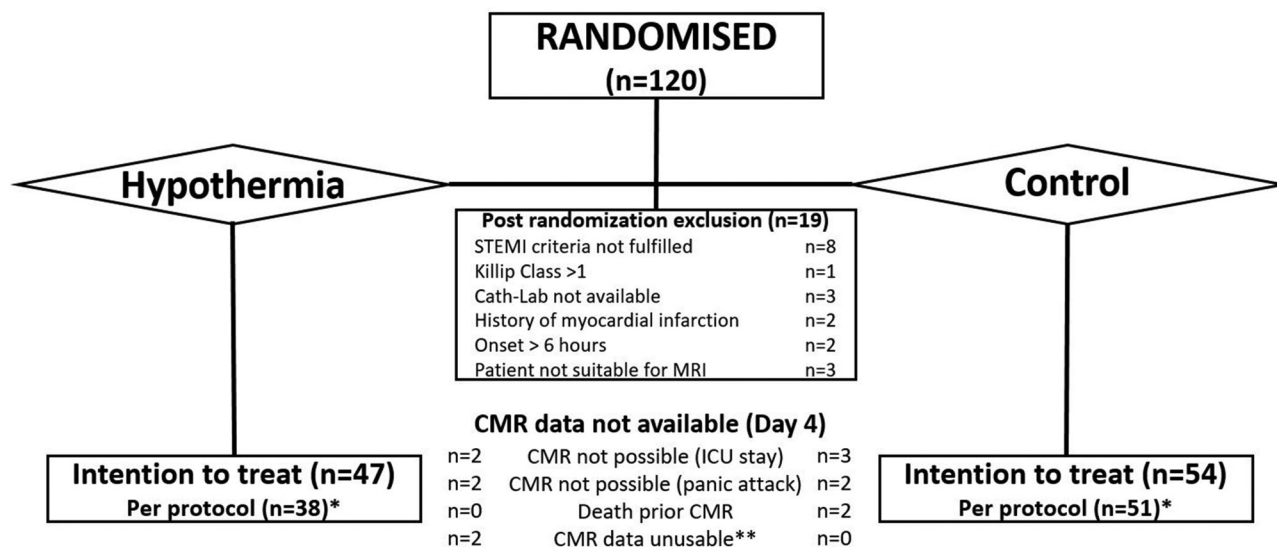 RANDOMISED
(n=120)
Hypothermia
Control
Post randomization exclusion (n=19)
STEMI criteria not fulfilled n=8
Killip Class >1 n=1
Cath-Lab not available n=3
History of myocardial infarction n=2
Onset > 6 hours n=2
Patient not suitable for MRI n=3
CMR data not available (Day 4)
n=2 CMR not possible (ICU stay) n=3
n=2 CMR not possible (panic attack) n=2
n=0 Death prior CMR n=2
n=2 CMR data unusable** n=0
Intention to treat (n=47)
Per protocol (n=38)*
Intention to treat (n=54)
Per protocol (n=51)*